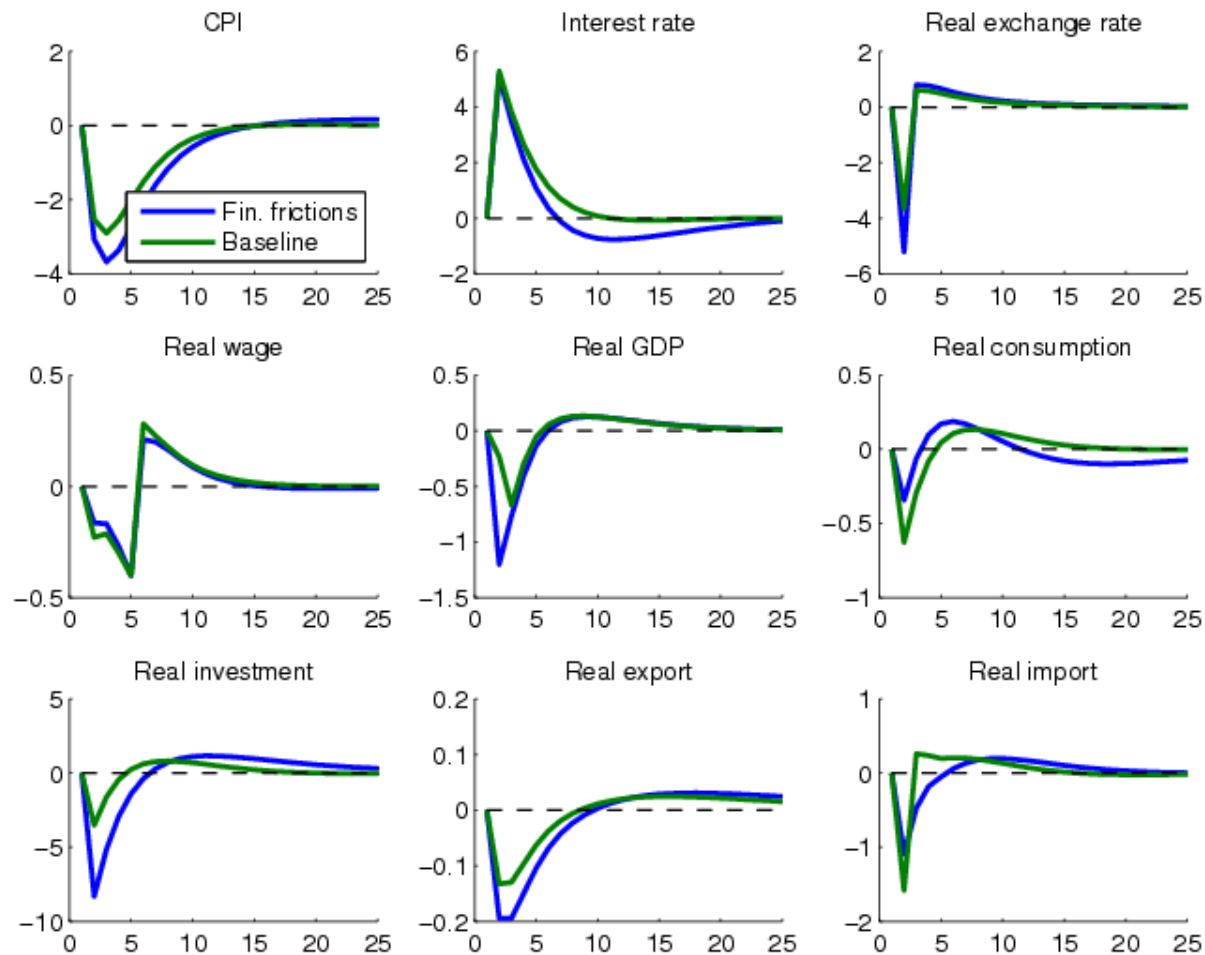 CPI
2
0
−2
−4
0 5 10 15 20 25
Fin. frictions
Baseline
Interest rate
6
4
2
0
−2
0 5 10 15 20 25
Real exchange rate
2
0
−2
−4
−6
0 5 10 15 20 25
Real wage
0.5
0
−0.5
0 5 10 15 20 25
Real GDP
0.5
0
−0.5
−1
−1.5
0 5 10 15 20 25
Real consumption
0.5
0
−0.5
−1
0 5 10 15 20 25
Real investment
5
0
−5
−10
0 5 10 15 20 25
Real export
0.2
0.1
0
−0.1
−0.2
0 5 10 15 20 25
Real import
1
0
−1
−2
0 5 10 15 20 25